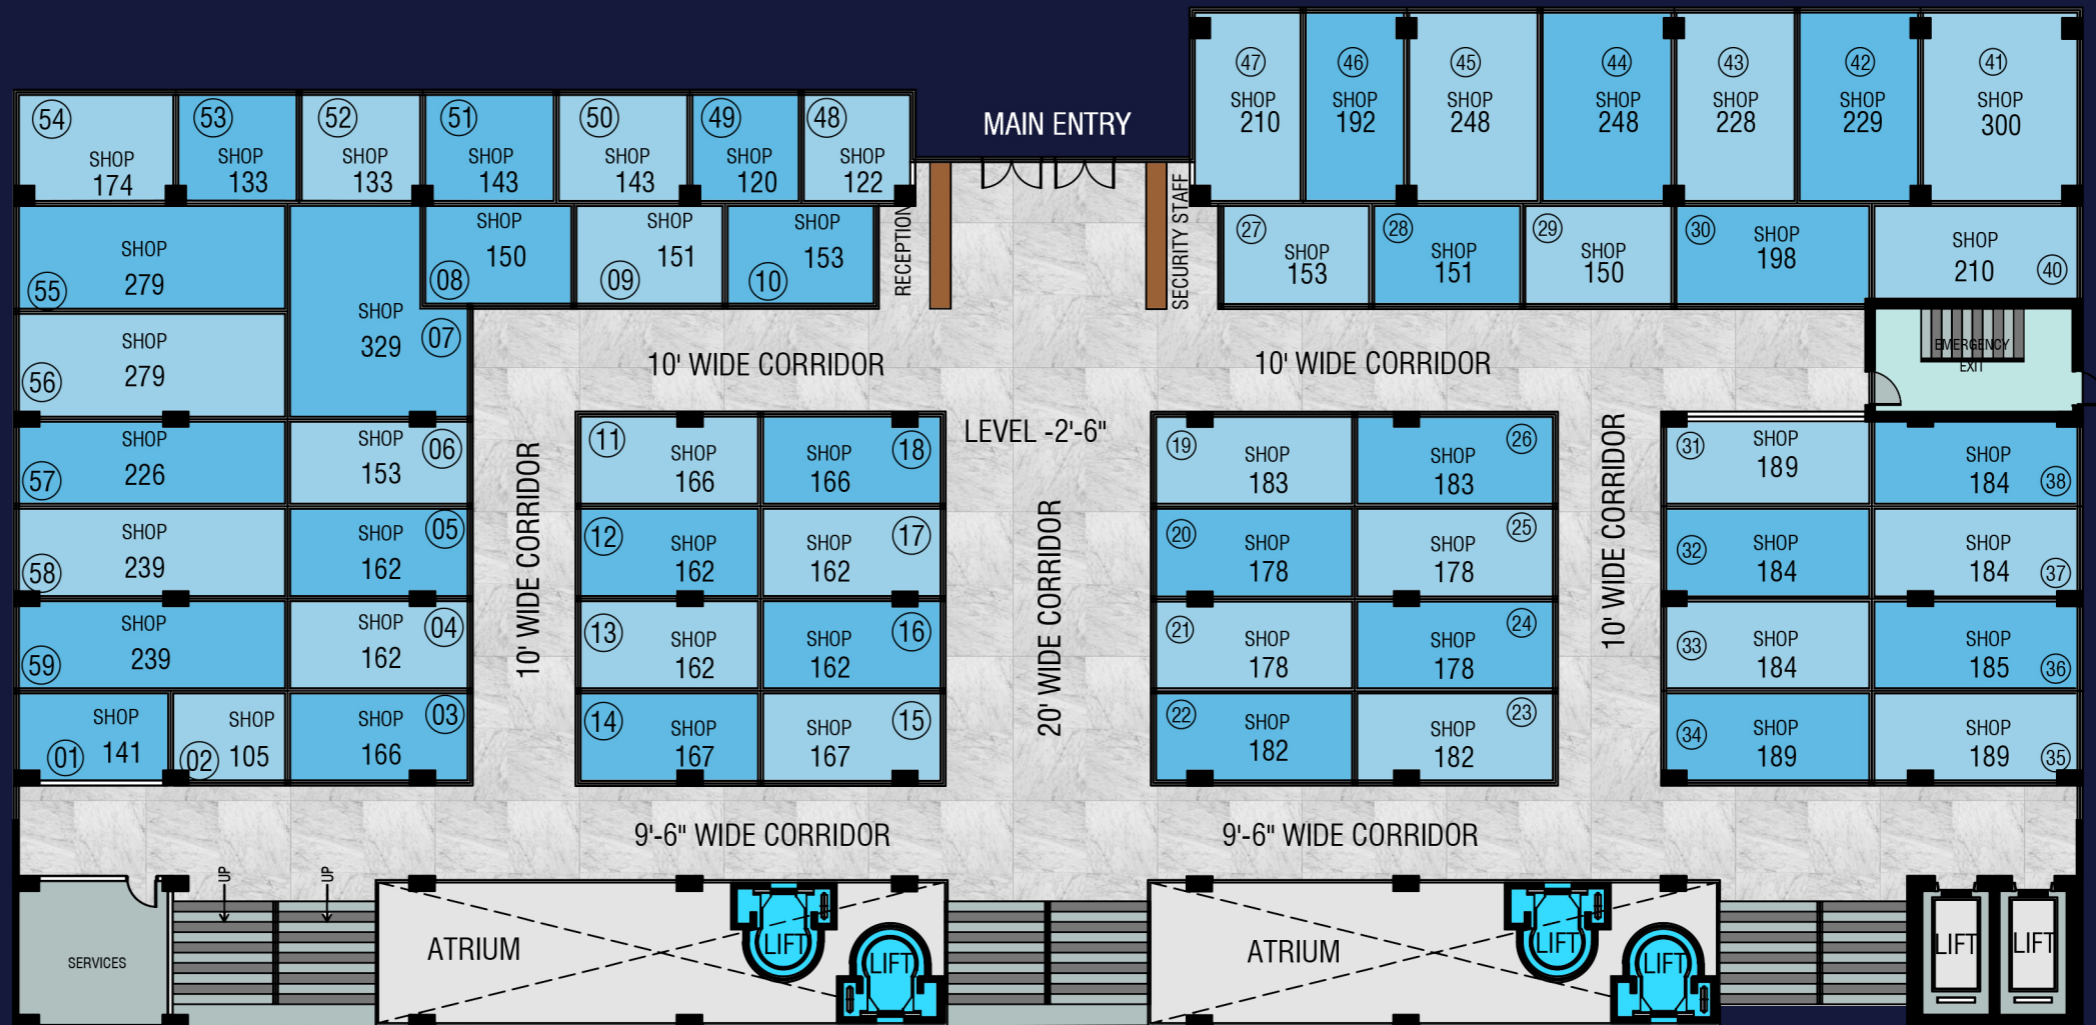 47
SHOP
210
46
SHOP
192
45
SHOP
248
44
SHOP
248
43
SHOP
228
42
SHOP
229
41
SHOP
300
54
SHOP
174
53
SHOP
133
52
SHOP
133
51
SHOP
143
50
SHOP
143
49
SHOP
120
48
SHOP
122
MAIN ENTRY
RECEPTION
SECURITY STAFF
SHOP
279
55
SHOP
329
07
SHOP
150
08
SHOP
151
09
SHOP
153
10
27
SHOP
153
28
SHOP
151
29
SHOP
150
30
SHOP
198
SHOP
210
40
SHOP
279
56
10' WIDE CORRIDOR
10' WIDE CORRIDOR
EMERGENCY
EXIT
LEVEL -2'-6"
SHOP
226
57
SHOP
153
06
10' WIDE CORRIDOR
11
SHOP
166
SHOP
166
18
20' WIDE CORRIDOR
19
SHOP
183
26
SHOP
183
10' WIDE CORRIDOR
31
SHOP
189
SHOP
184
38
SHOP
239
58
SHOP
162
05
12
SHOP
162
SHOP
162
17
20
SHOP
178
25
SHOP
178
32
SHOP
184
SHOP
184
37
SHOP
239
59
SHOP
162
04
13
SHOP
162
SHOP
162
16
21
SHOP
178
24
SHOP
178
33
SHOP
184
SHOP
185
36
SHOP
141
01
SHOP
105
02
SHOP
166
03
14
SHOP
167
SHOP
167
15
22
SHOP
182
23
SHOP
182
34
SHOP
189
SHOP
189
35
9'-6" WIDE CORRIDOR
9'-6" WIDE CORRIDOR
UP
UP
SERVICES
ATRIUM
LIFT
LIFT
ATRIUM
LIFT
LIFT
LIFT
LIFT